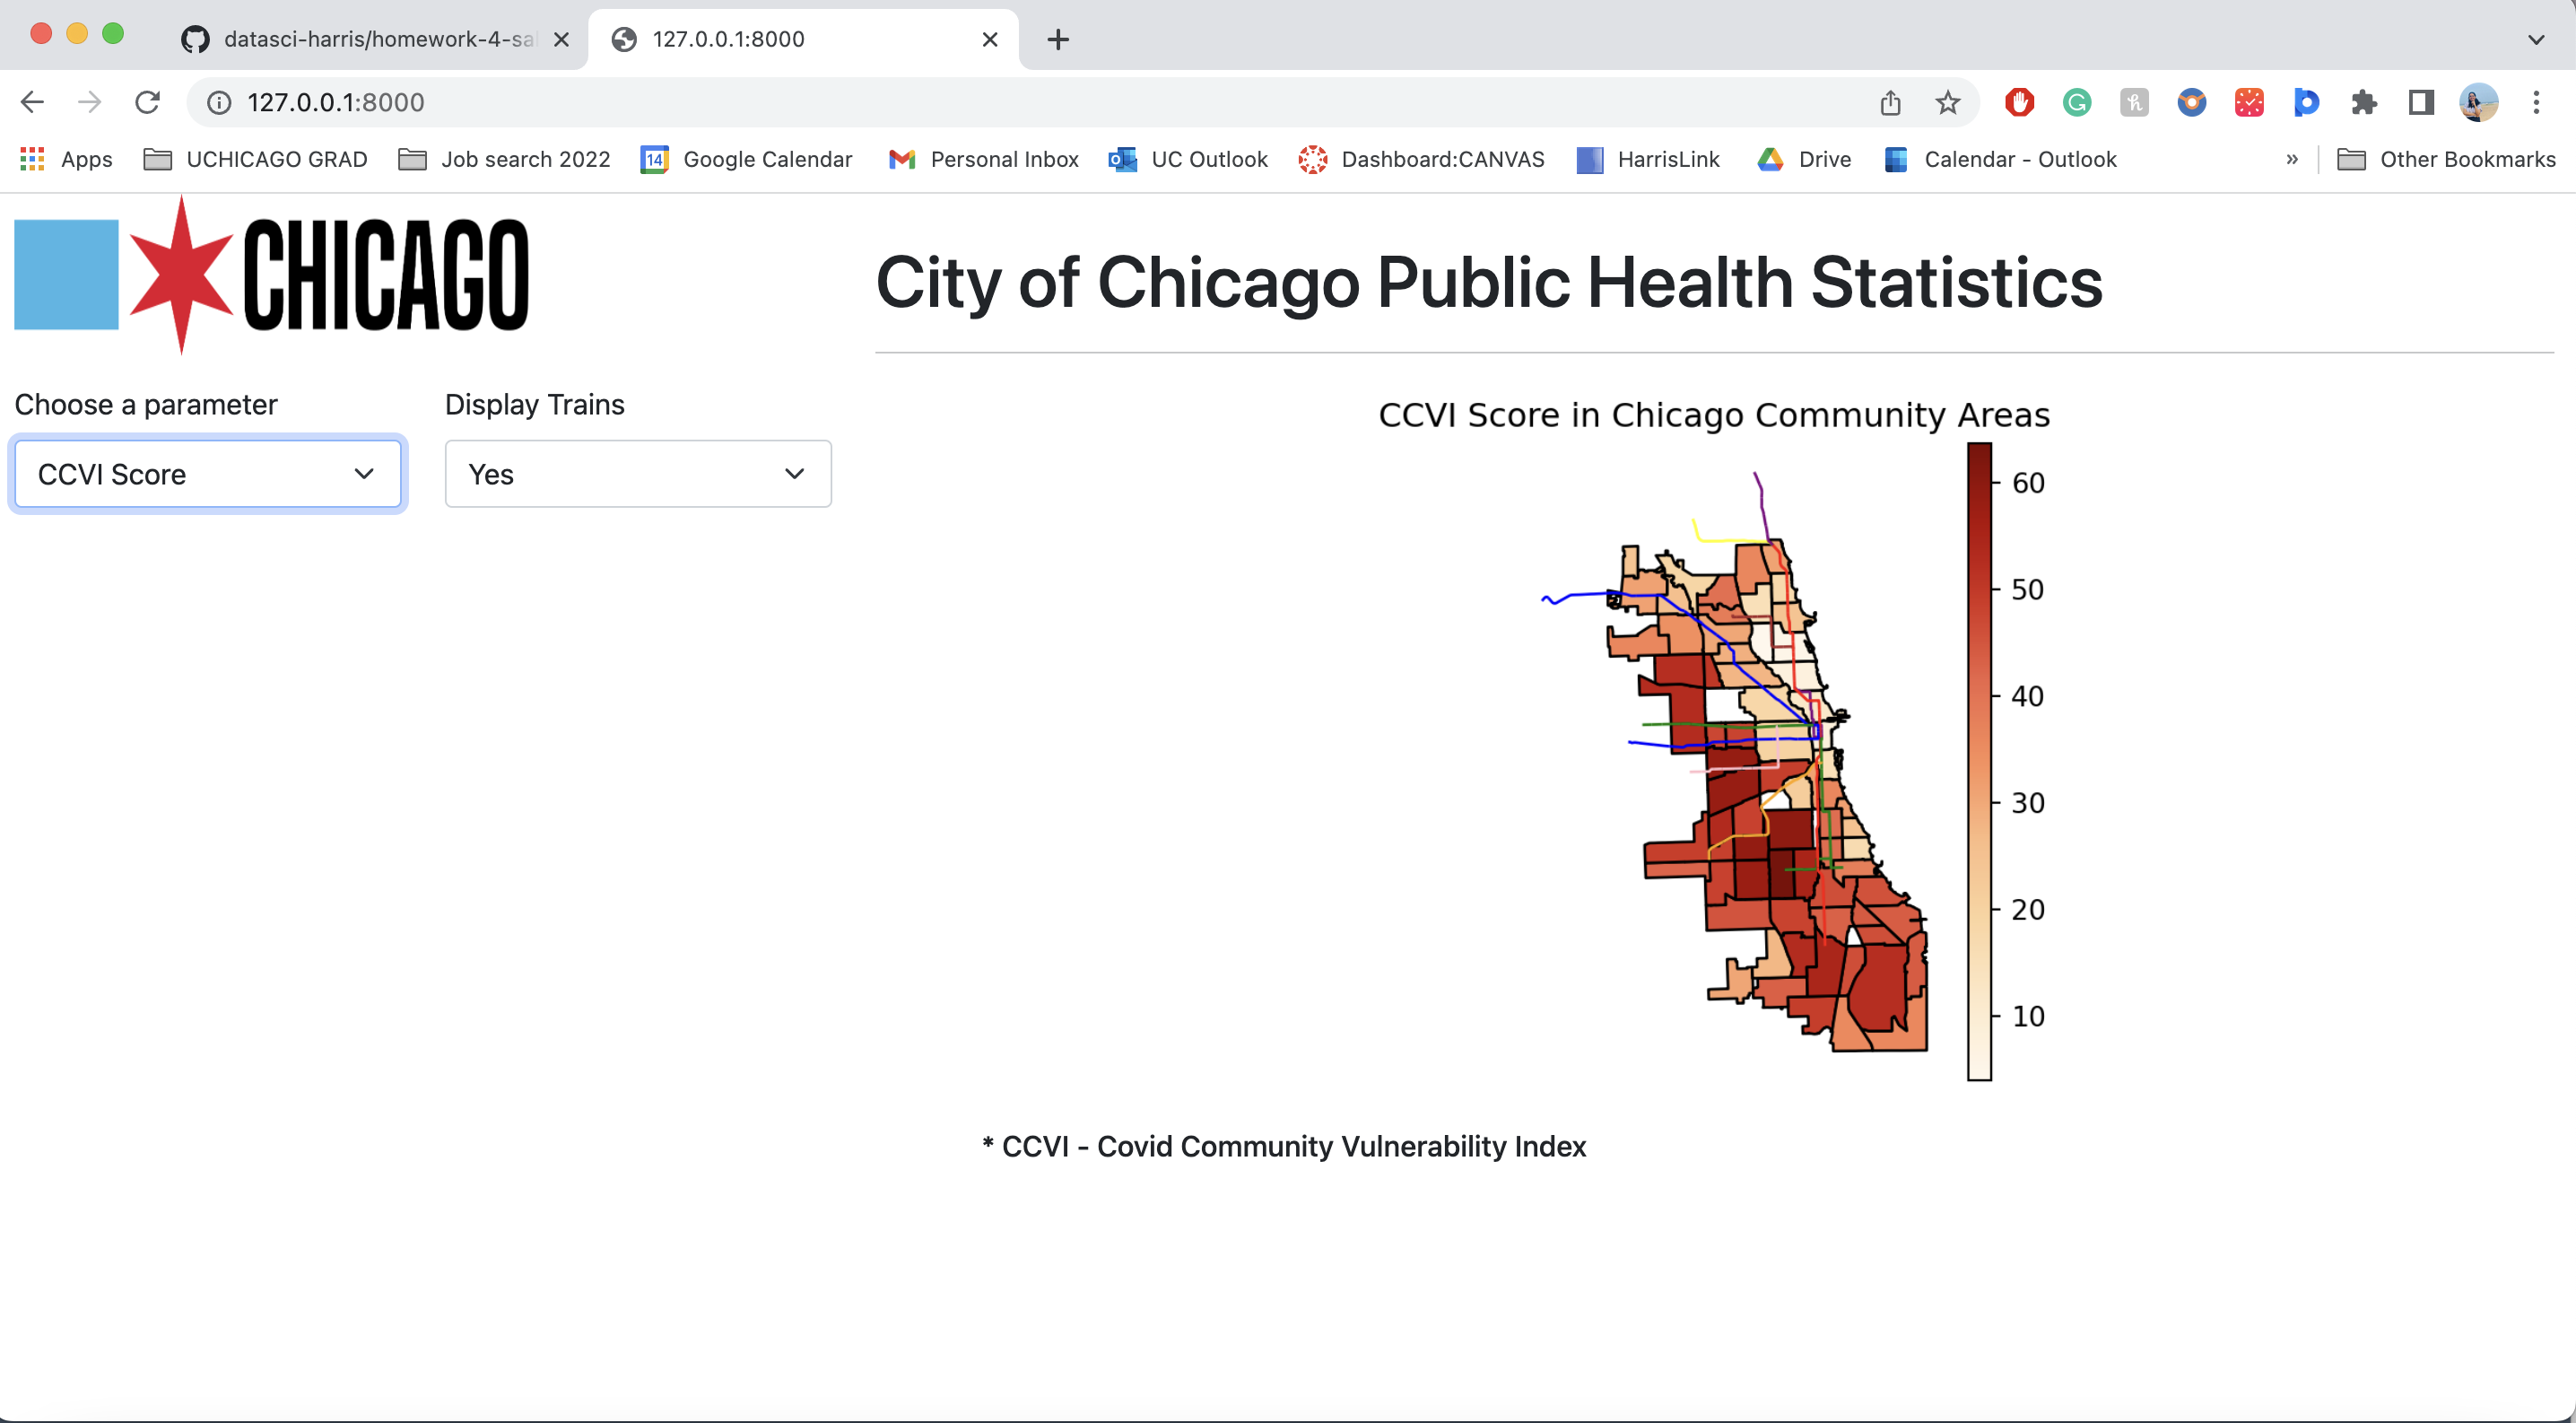 datasci-harris/homework-4-sa
127.0.0.1:8000
127.0.0.1:8000
Apps
UCHICAGO GRAD
Job search 2022
14
Google Calendar
Personal Inbox
UC Outlook
Dashboard:CANVAS
HarrisLink
Drive
Calendar - Outlook
»
Other Bookmarks
CHICAGO
City of Chicago Public Health Statistics
Choose a parameter
Display Trains
CCVI Score
Yes
CCVI Score in Chicago Community Areas
60
50
40
30
20
10
* CCVI - Covid Community Vulnerability Index